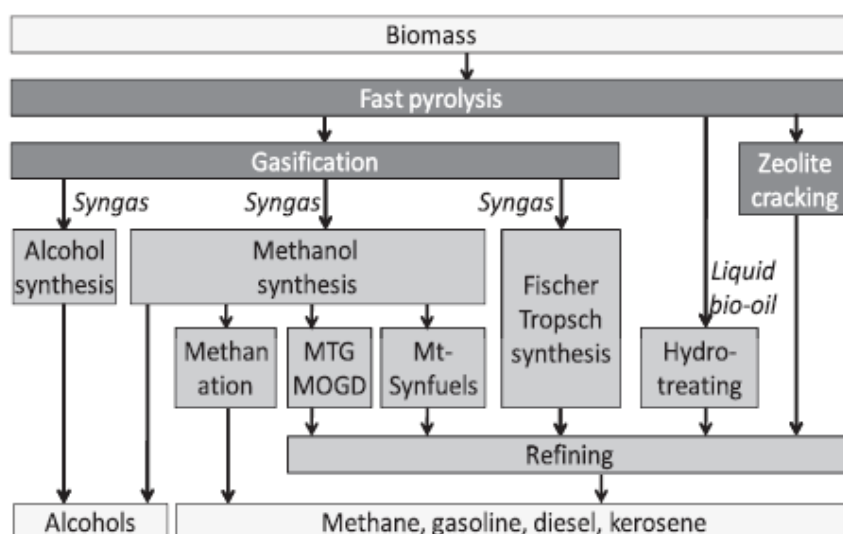 Biomass
Fast pyrolysis
Gasification
Zeolite
cracking
Syngas
Syngas
Syngas
Alcohol
synthesis
Methanol
synthesis
Fischer
Tropsch
synthesis
Liquid
bio-oil
Methan
ation
MTG
MOGD
Mt-
Synfuels
Hydro-
treating
Refining
Alcohols
Methane, gasoline, diesel, kerosene